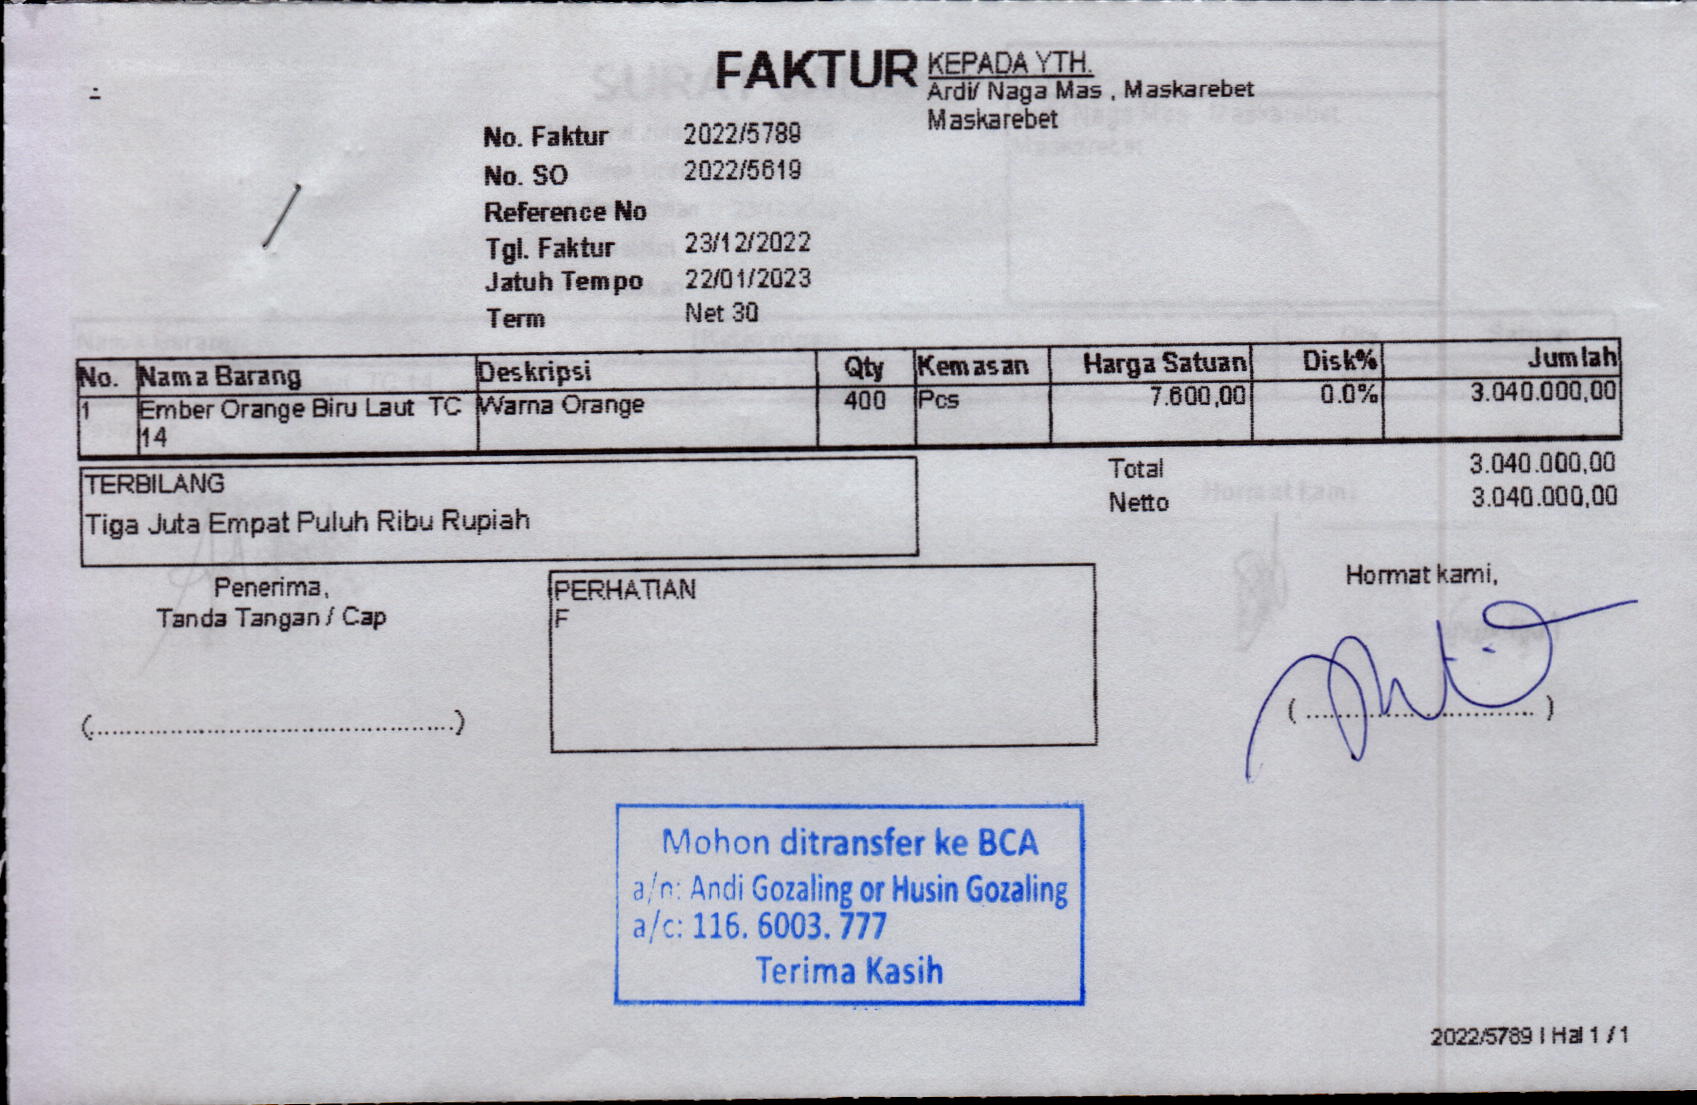 FAKTUR
KEPADA YTH.
Ardi/ Naga Mas , Maskarebet
Maskarebet
No. Faktur 2022/5789
No. SO 2022/5619
Reference No
Tgl. Faktur 23/12/2022
Jatuh Tempo 22/01/2023
Term Net 30
No. Nama Barang Deskripsi Qty Kemasan Harga Satuan Disk% Jumlah
1 Ember Orange Biru Laut TC Warna Orange 400 Pcs 7.600,00 0.0% 3.040.000,00
14
TERBILANG
Tiga Juta Empat Puluh Ribu Rupiah
Total 3.040.000,00
Netto 3.040.000,00
Penerima,
Tanda Tangan / Cap
(....................................................)
PERHATIAN
F
Hormat kami,
( .................................. )
Mohon ditransfer ke BCA
a/n: Andi Gozaling or Husin Gozaling
a/c: 116. 6003. 777
Terima Kasih
2022/5789 | Hal 1 / 1